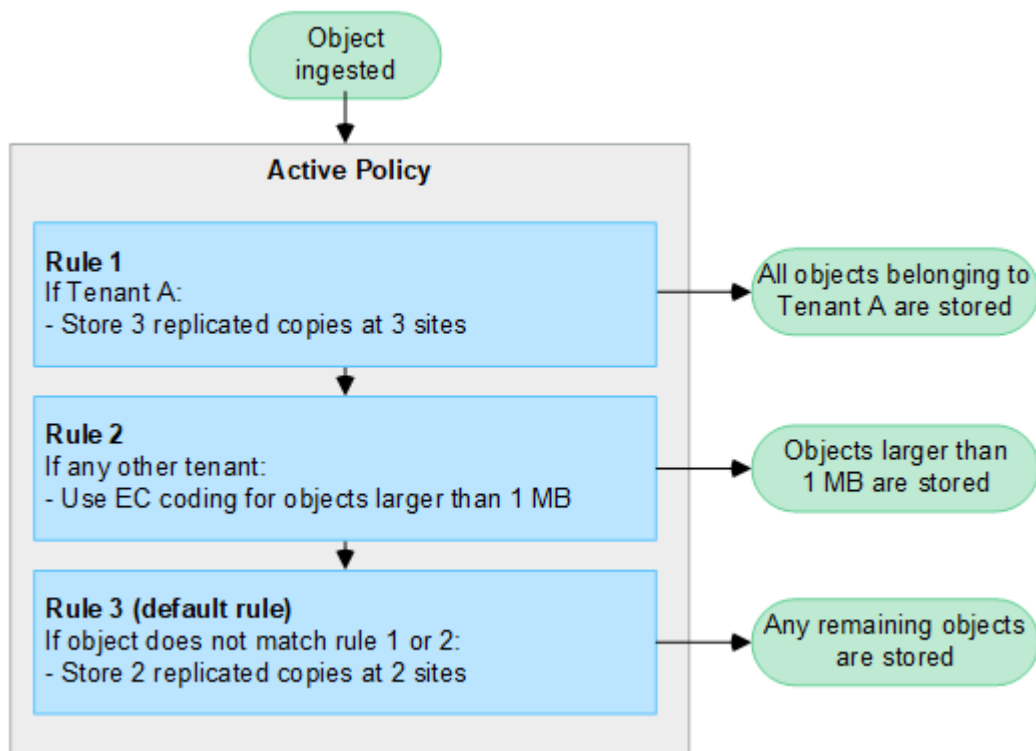 Object
ingested
Active Policy
Rule 1
If Tenant A:
- Store 3 replicated copies at 3 sites
All objects belonging to
Tenant A are stored
Rule 2
If any other tenant:
- Use EC coding for objects larger than 1 MB
Objects larger than
1 MB are stored
Rule 3 (default rule)
If object does not match rule 1 or 2:
- Store 2 replicated copies at 2 sites
Any remaining objects
are stored